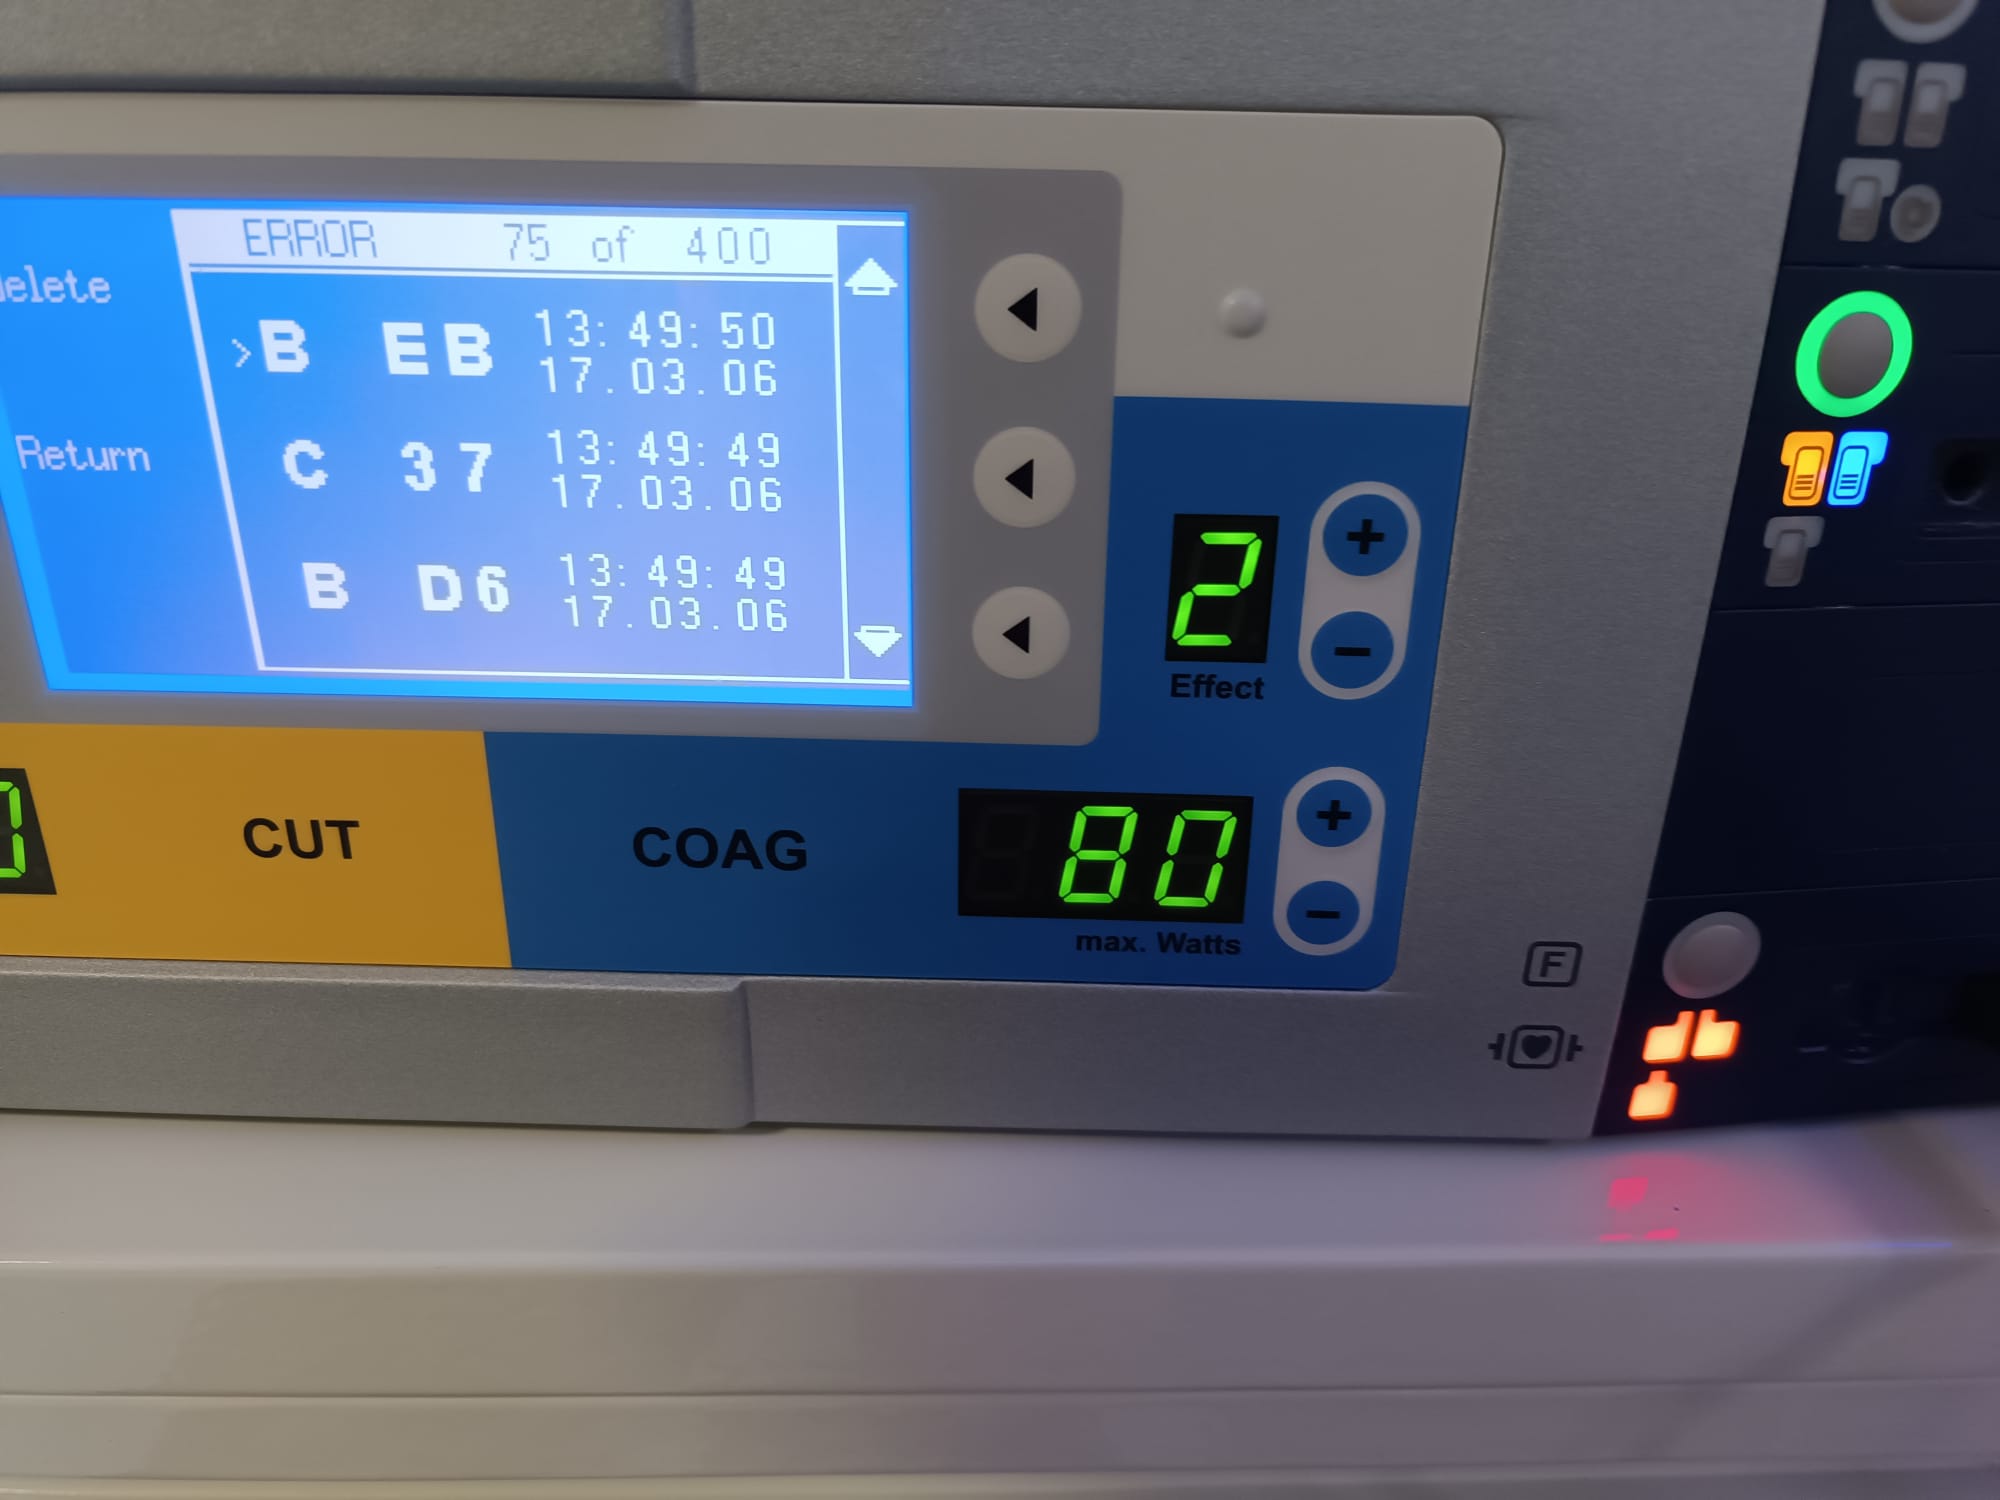 ERROR 75 of 400
elete
>B EB 13:49:50
17.03.06
Return
C 37 13:49:49
17.03.06
B D6 13:49:49
17.03.06
2
+
-
Effect
0
CUT
COAG
80
+
-
max. Watts
F